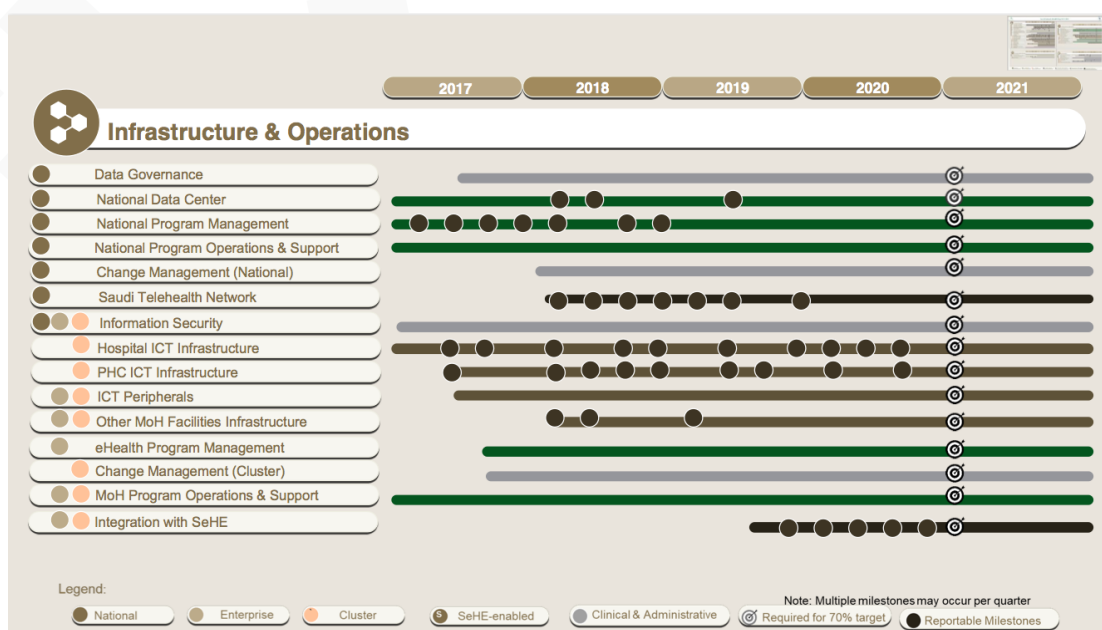 2017 2018 2019 2020 2021
Infrastructure & Operations
Data Governance
National Data Center
National Program Management
National Program Operations & Support
Change Management (National)
Saudi Telehealth Network
Information Security
Hospital ICT Infrastructure
PHC ICT Infrastructure
ICT Peripherals
Other MoH Facilities Infrastructure
eHealth Program Management
Change Management (Cluster)
MoH Program Operations & Support
Integration with SeHE
Legend:
Note: Multiple milestones may occur per quarter
National Enterprise Cluster S SeHE-enabled Clinical & Administrative Required for 70% target Reportable Milestones